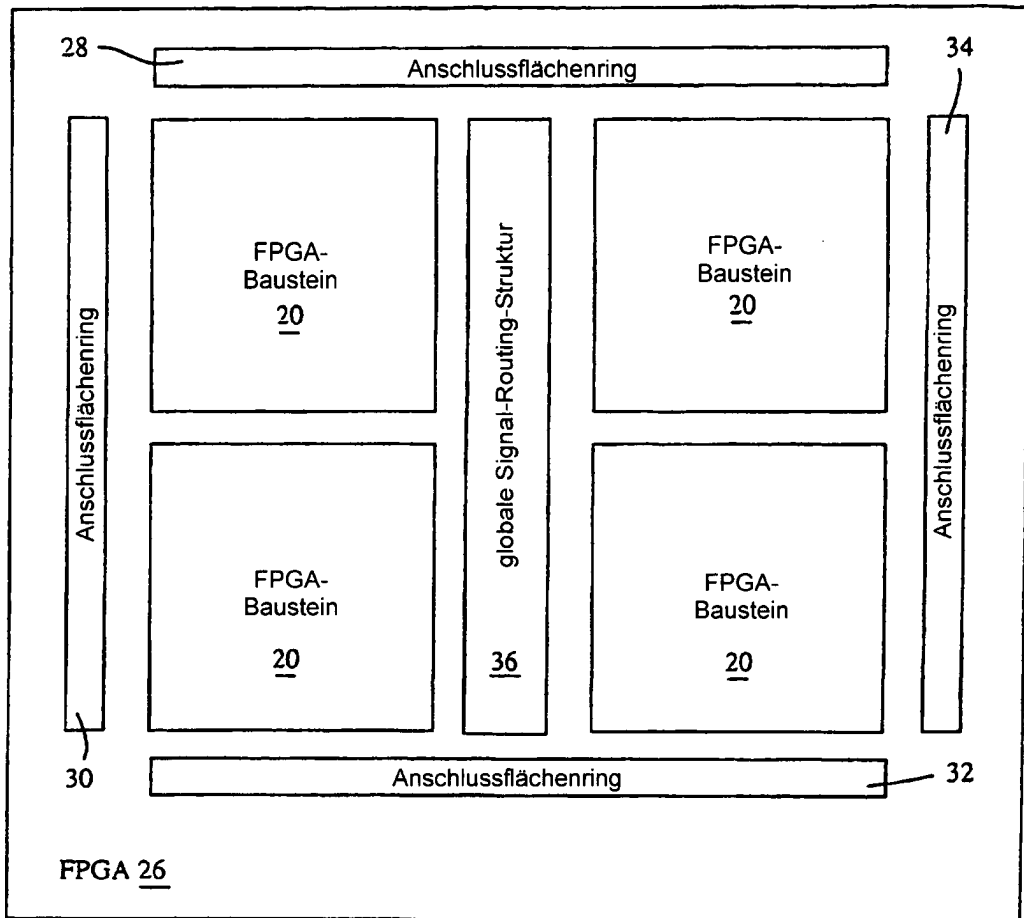 28
Anschlussflächenring
34
Anschlussflächenring
FPGA-
Baustein
20
globale Signal-Routing-Struktur
36
FPGA-
Baustein
20
Anschlussflächenring
FPGA-
Baustein
20
FPGA-
Baustein
20
30
Anschlussflächenring
32
FPGA 26